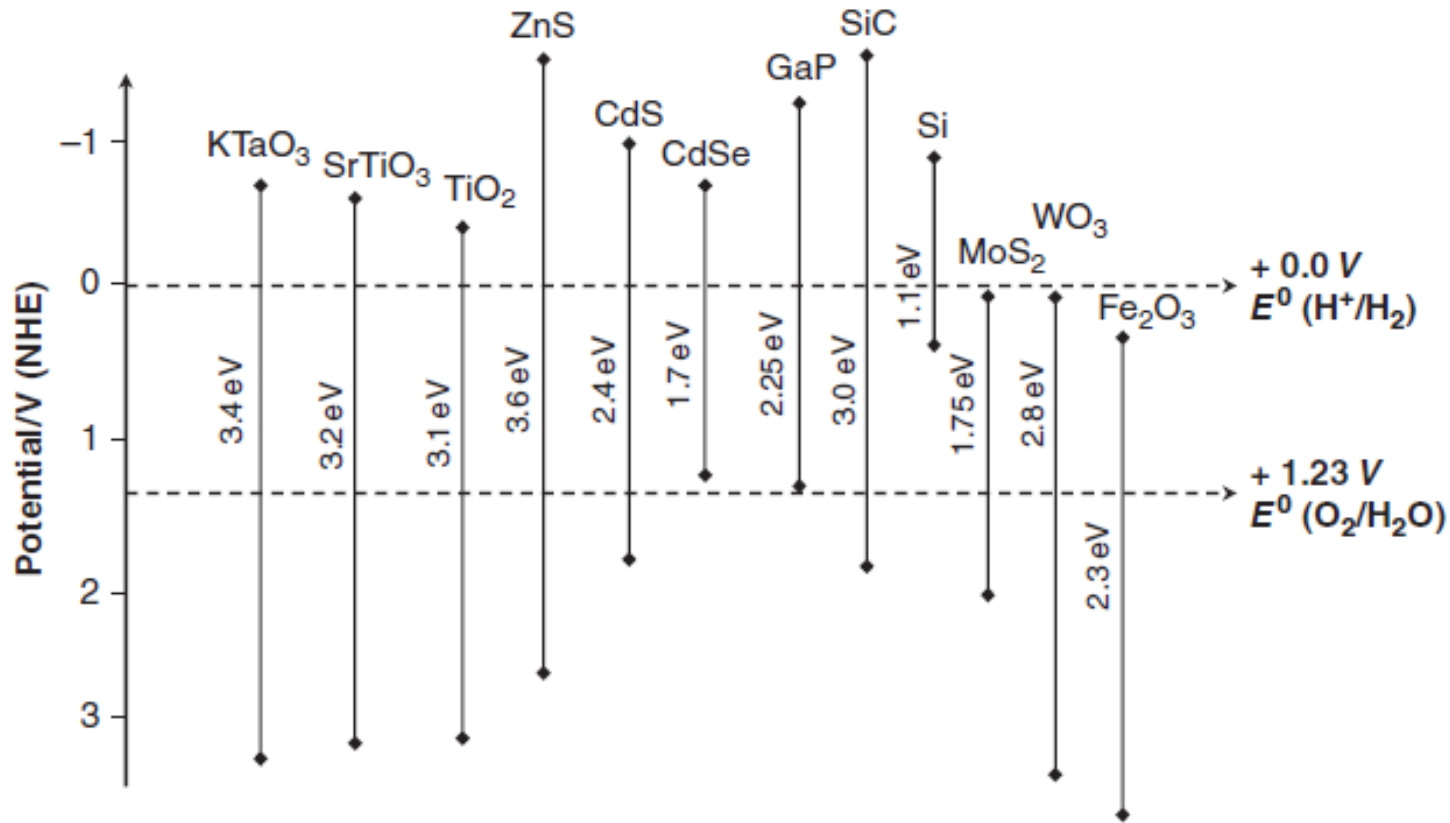 ZnS
SiC
GaP
CdS
Si
KTaO₃
SrTiO₃
TiO₂
CdSe
WO₃
MoS₂
Fe₂O₃
–1
0
1
2
3
Potential/V (NHE)
3.4 eV
3.2 eV
3.1 eV
3.6 eV
2.4 eV
1.7 eV
2.25 eV
3.0 eV
1.1 eV
1.75 eV
2.8 eV
2.3 eV
+ 0.0 V
E⁰ (H⁺/H₂)
+ 1.23 V
E⁰ (O₂/H₂O)